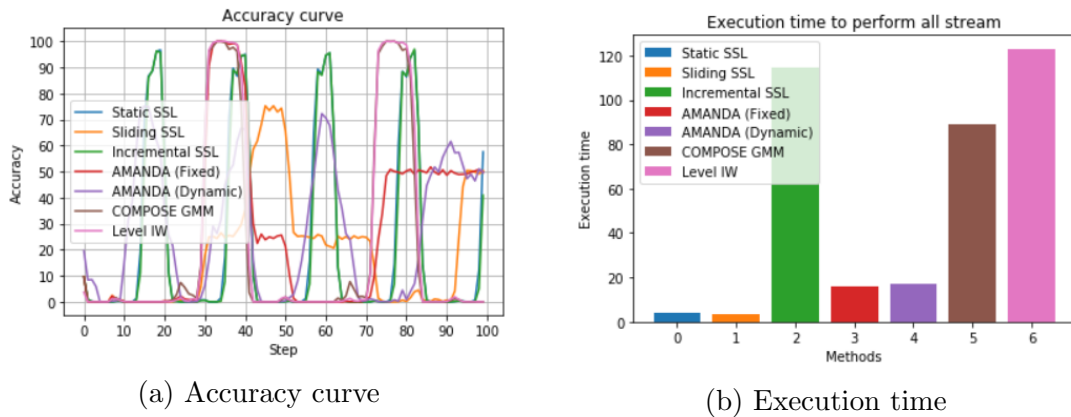 Accuracy curve
100
90
80
70
60
50
40
30
20
10
0
Accuracy
Static SSL
Sliding SSL
Incremental SSL
AMANDA (Fixed)
AMANDA (Dynamic)
COMPOSE GMM
Level IW
0 10 20 30 40 50 60 70 80 90 100
Step
(a) Accuracy curve
Execution time to perform all stream
120
100
80
60
40
20
0
Execution time
Static SSL
Sliding SSL
Incremental SSL
AMANDA (Fixed)
AMANDA (Dynamic)
COMPOSE GMM
Level IW
0 1 2 3 4 5 6
Methods
(b) Execution time